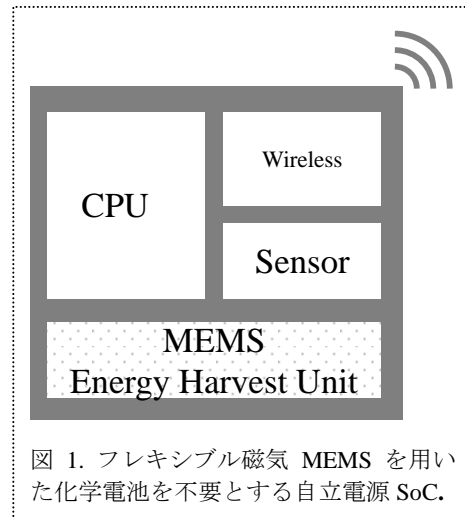 Wireless
CPU
Sensor
MEMS
Energy Harvest Unit
図 1. フレキシブル磁気 MEMS を用い
た化学電池を不要とする自立電源 SoC.